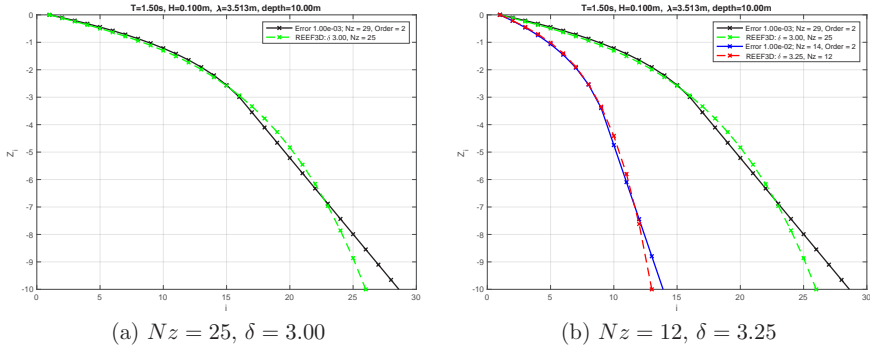 T=1.50s, H=0.100m, λ=3.513m, depth=10.00m
Error 1.00e-03; Nz = 29, Order = 2
REEF3D: δ 3.00, Nz = 25
0
-1
-2
-3
-4
-5
-6
-7
-8
-9
-10
Z_i
0 5 10 15 20 25 30
i
(a) Nz = 25, δ = 3.00
T=1.50s, H=0.100m, λ=3.513m, depth=10.00m
Error 1.00e-03; Nz = 29, Order = 2
REEF3D: δ = 3.00, Nz = 25
Error 1.00e-02; Nz = 14, Order = 2
REEF3D: δ = 3.25, Nz = 12
0
-1
-2
-3
-4
-5
-6
-7
-8
-9
-10
Z_i
0 5 10 15 20 25 30
i
(b) Nz = 12, δ = 3.25